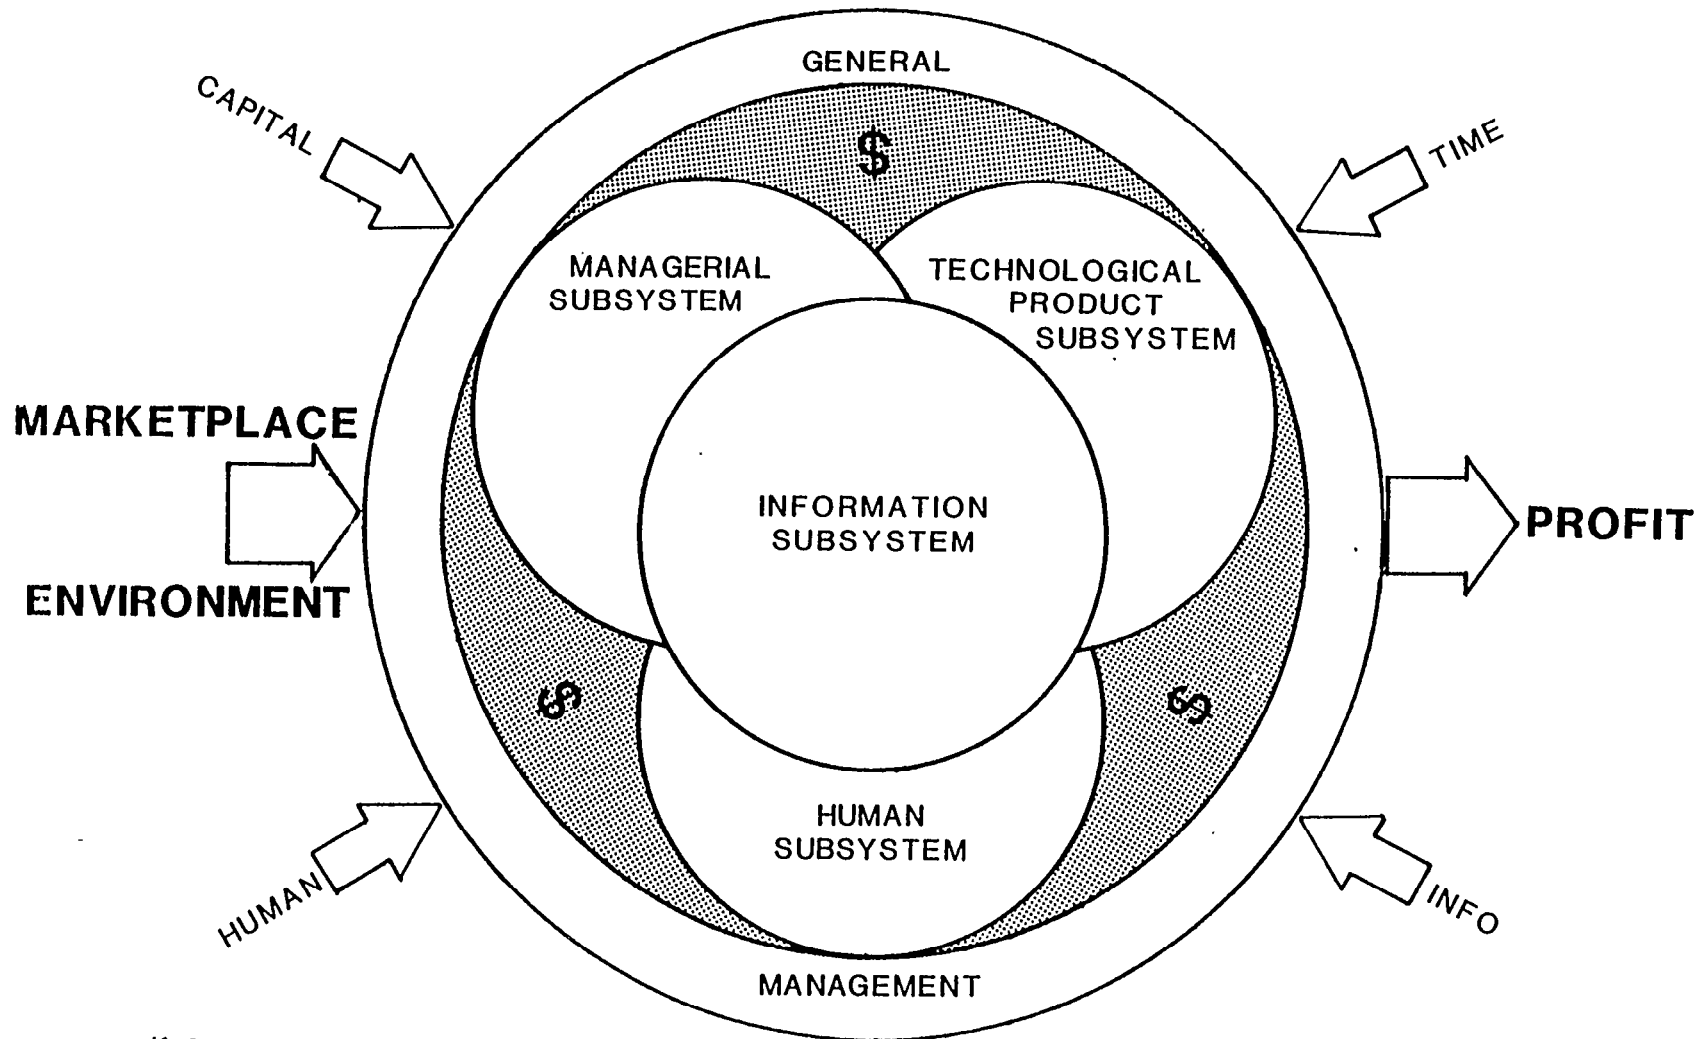 GENERAL
CAPITAL
TIME
$
MANAGERIAL
SUBSYSTEM
TECHNOLOGICAL
PRODUCT
SUBSYSTEM
MARKETPLACE
ENVIRONMENT
INFORMATION
SUBSYSTEM
PROFIT
$
$
HUMAN
SUBSYSTEM
HUMAN
INFO
MANAGEMENT